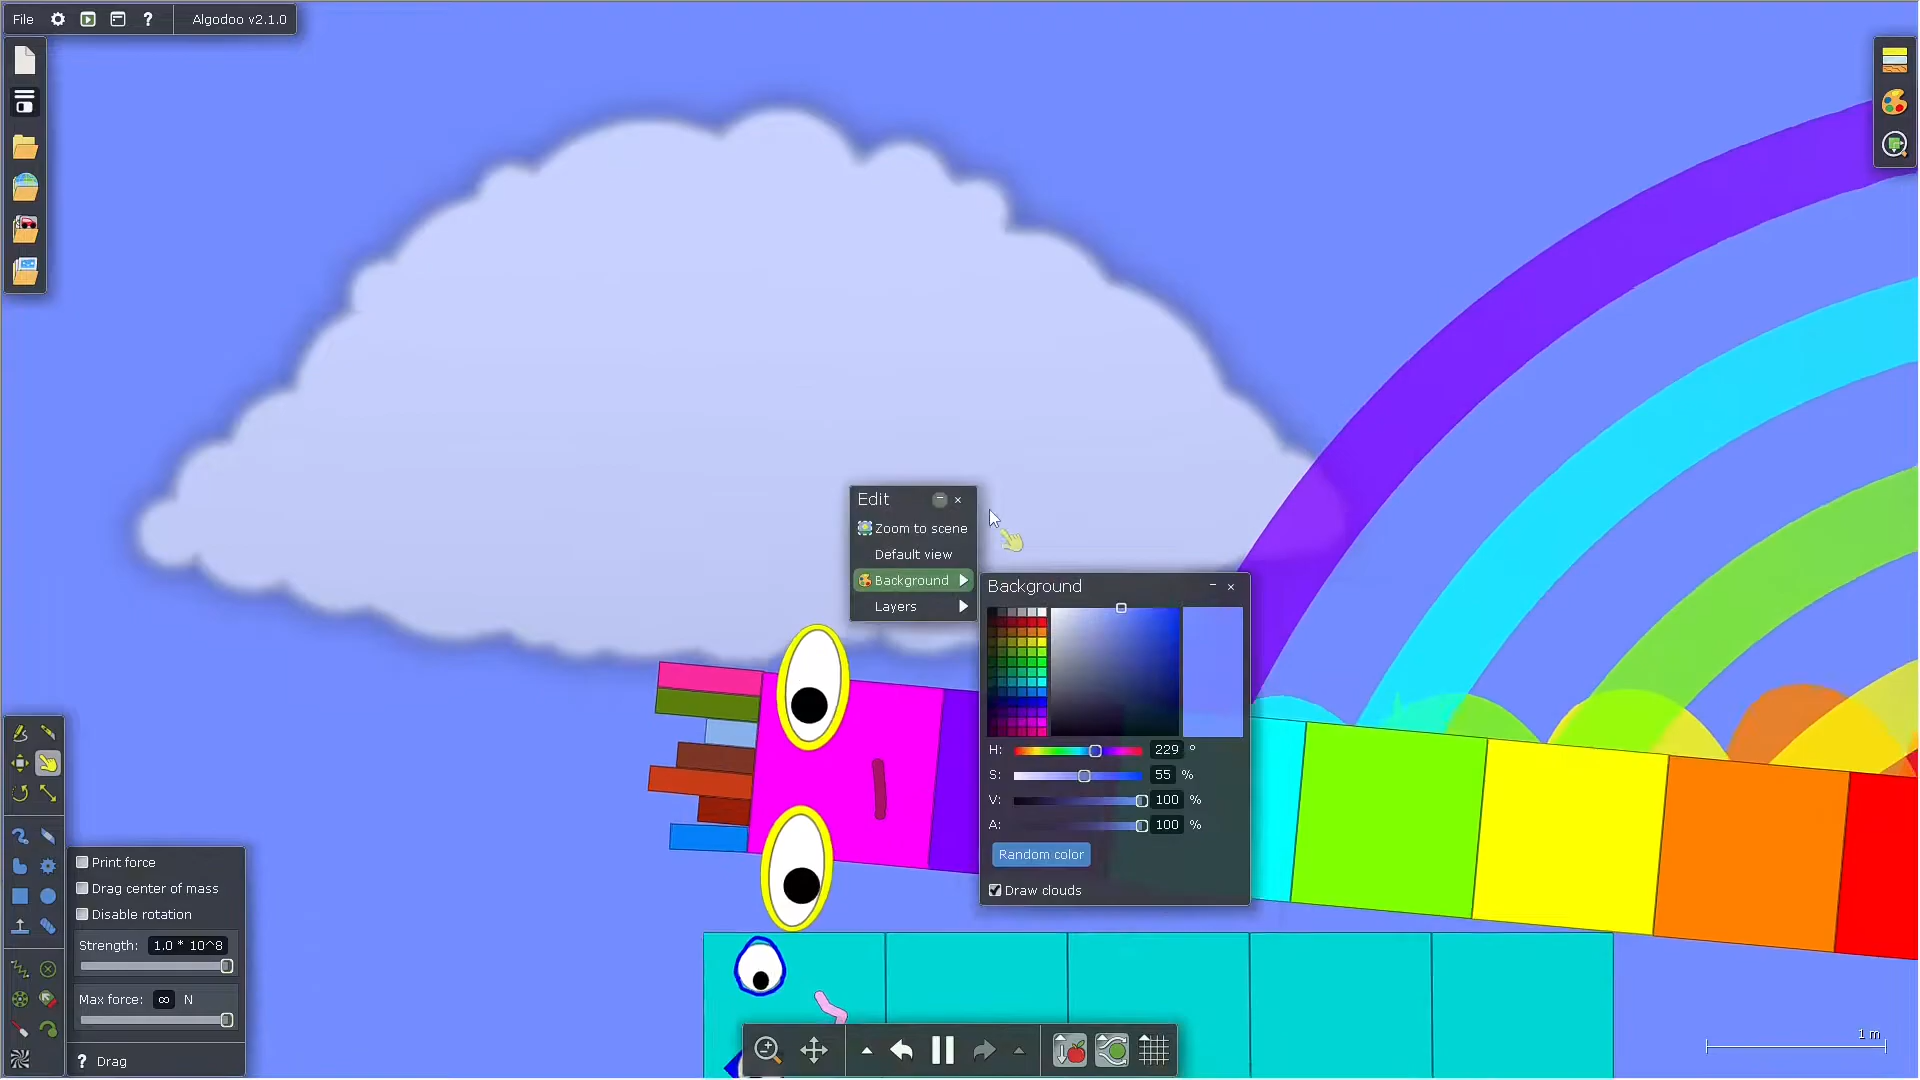 File
?
Algodoo v2.1.0
Edit
Zoom to scene
Default view
Background
Layers
Background
H: 229 °
S: 55 %
V: 100 %
A: 100 %
Random color
Draw clouds
Print force
Drag center of mass
Disable rotation
Strength: 1.0 * 10^8
Max force: ∞ N
? Drag
1 m